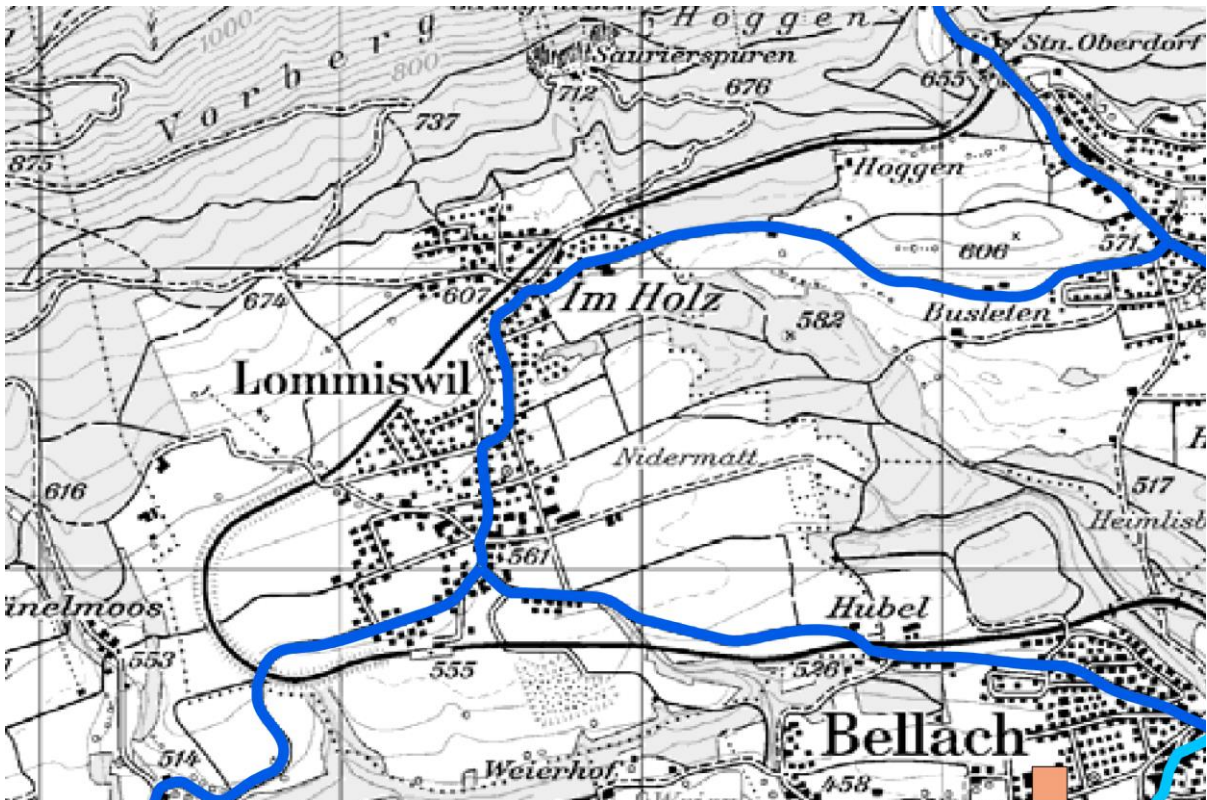 Hoggen
Stn. Oberdorf
1000
Vorberg
800
Saurierspuren
655
712
676
737
875
Hoggen
571
606
674
607
Im Holz
582
Busleten
Lommiswil
616
Nidermatt
517
561
Heimlisb
inelmoos
Hubel
553
555
526
Bellach
514
Weierhof
458